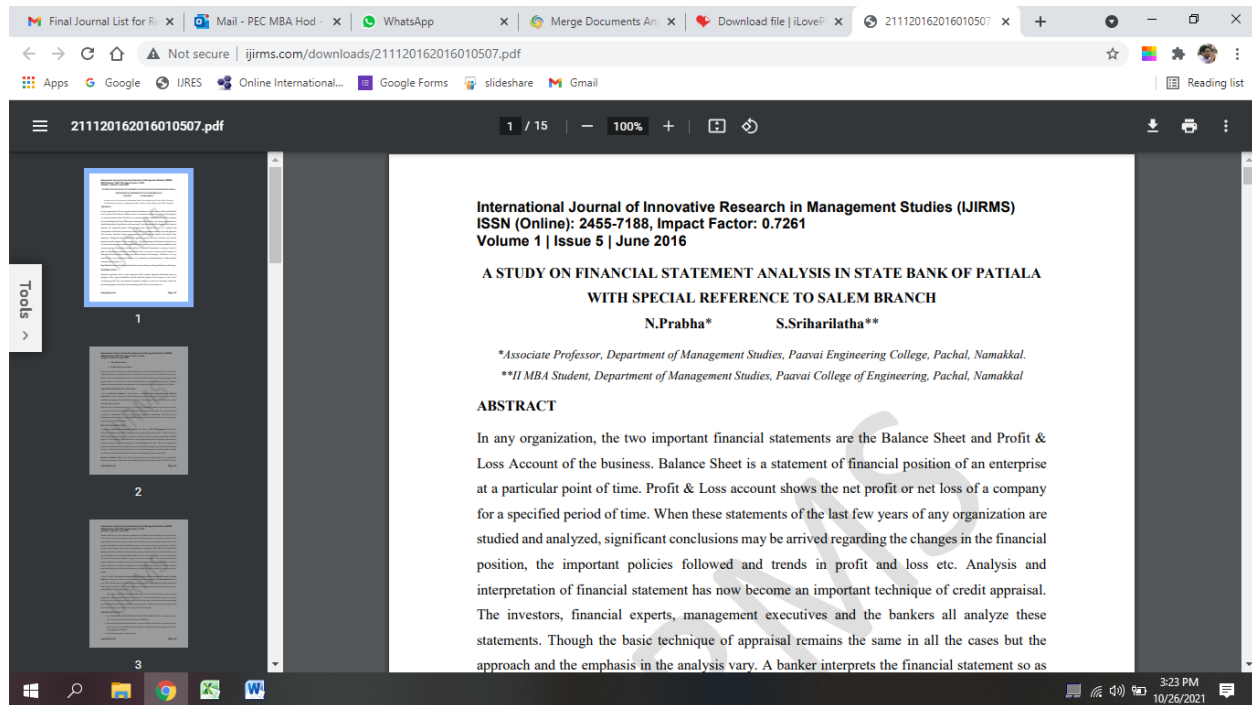 Final Journal List for Re
Mail - PEC MBA Hod -
WhatsApp
Merge Documents An
Download file | iLoveP
211120162016010507
Not secure | ijirms.com/downloads/211120162016010507.pdf
Apps
Google
IJRES
Online International...
Google Forms
slideshare
Gmail
Reading list
211120162016010507.pdf
1 / 15
100%
Tools
1
2
3
International Journal of Innovative Research in Management Studies (IJIRMS)
ISSN (Online): 2455-7188, Impact Factor: 0.7261
Volume 1 | Issue 5 | June 2016
A STUDY ON FINANCIAL STATEMENT ANALYSIS IN STATE BANK OF PATIALA
WITH SPECIAL REFERENCE TO SALEM BRANCH
N.Prabha* S.Sriharilatha**
*Associate Professor, Department of Management Studies, Paavai Engineering College, Pachal, Namakkal.
**II MBA Student, Department of Management Studies, Paavai College of Engineering, Pachal, Namakkal
ABSTRACT
In any organization, the two important financial statements are the Balance Sheet and Profit &
Loss Account of the business. Balance Sheet is a statement of financial position of an enterprise
at a particular point of time. Profit & Loss account shows the net profit or net loss of a company
for a specified period of time. When these statements of the last few years of any organization are
studied and analyzed, significant conclusions may be arrived regarding the changes in the financial
position, the important policies followed and trends in profit and loss etc. Analysis and
interpretation of financial statement has now become an important technique of credit appraisal.
The investors, financial experts, management executives and the bankers all analyze these
statements. Though the basic technique of appraisal remains the same in all the cases but the
approach and the emphasis in the analysis vary. A banker interprets the financial statement so as
3:23 PM
10/26/2021